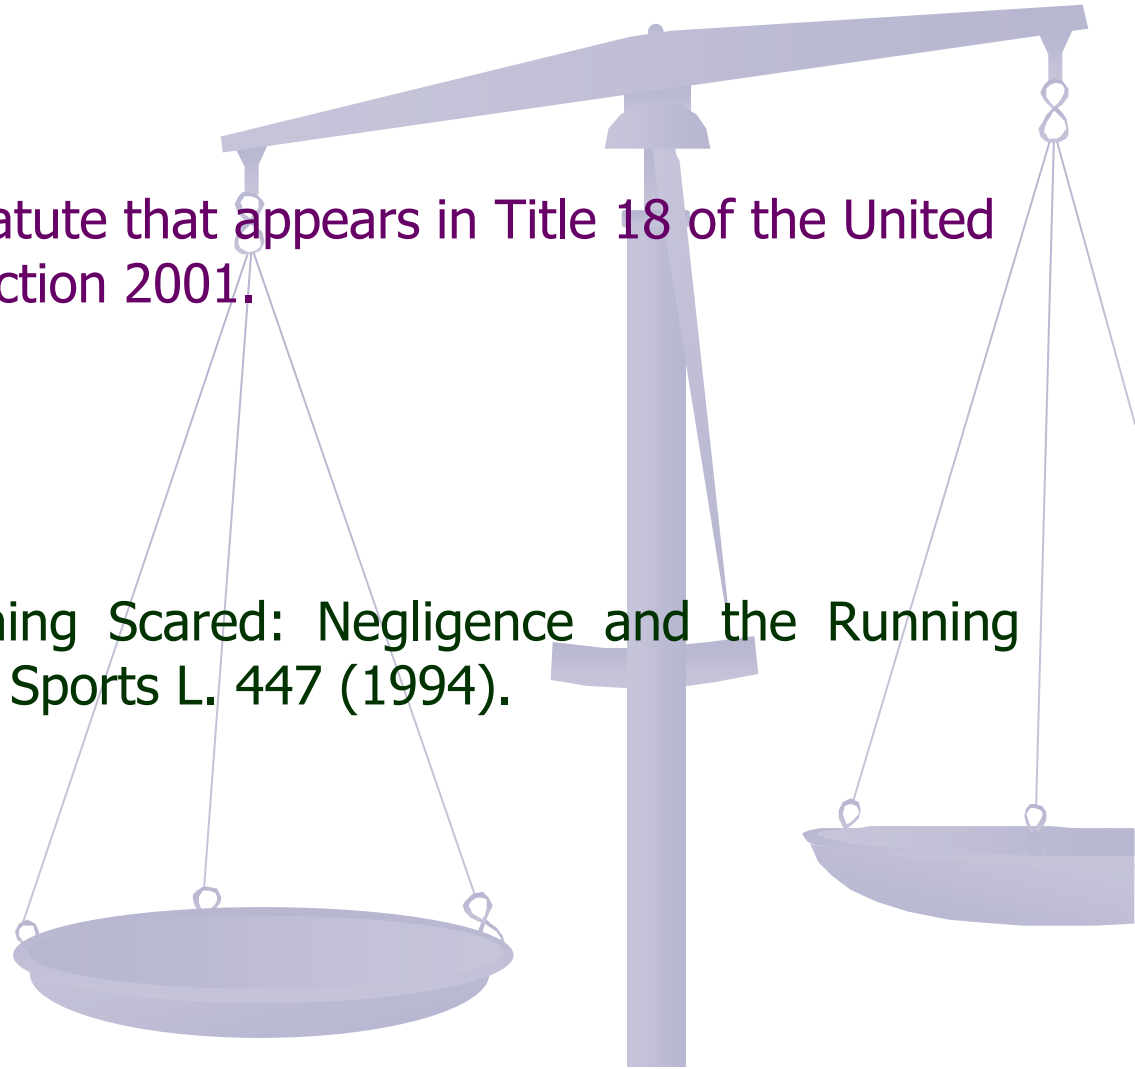 atute that appears in Title 18 of the United
ction 2001.
ning Scared: Negligence and the Running
Sports L. 447 (1994).